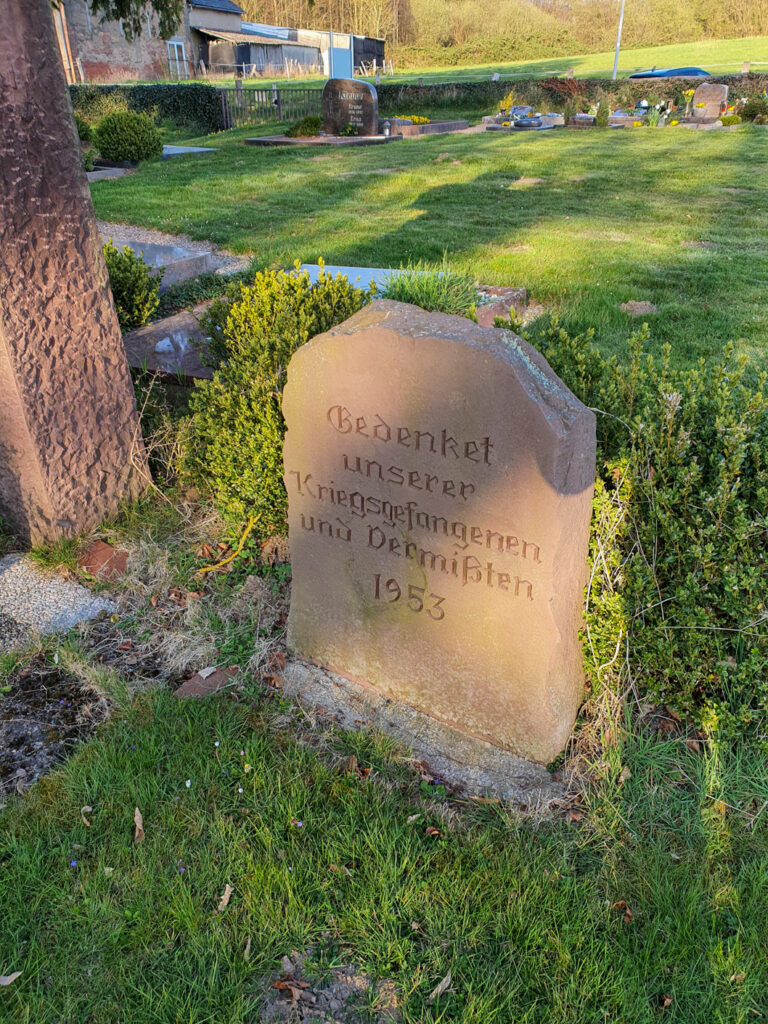 Gedenket
unserer
Kriegsgefangenen
und Vermißten
1953